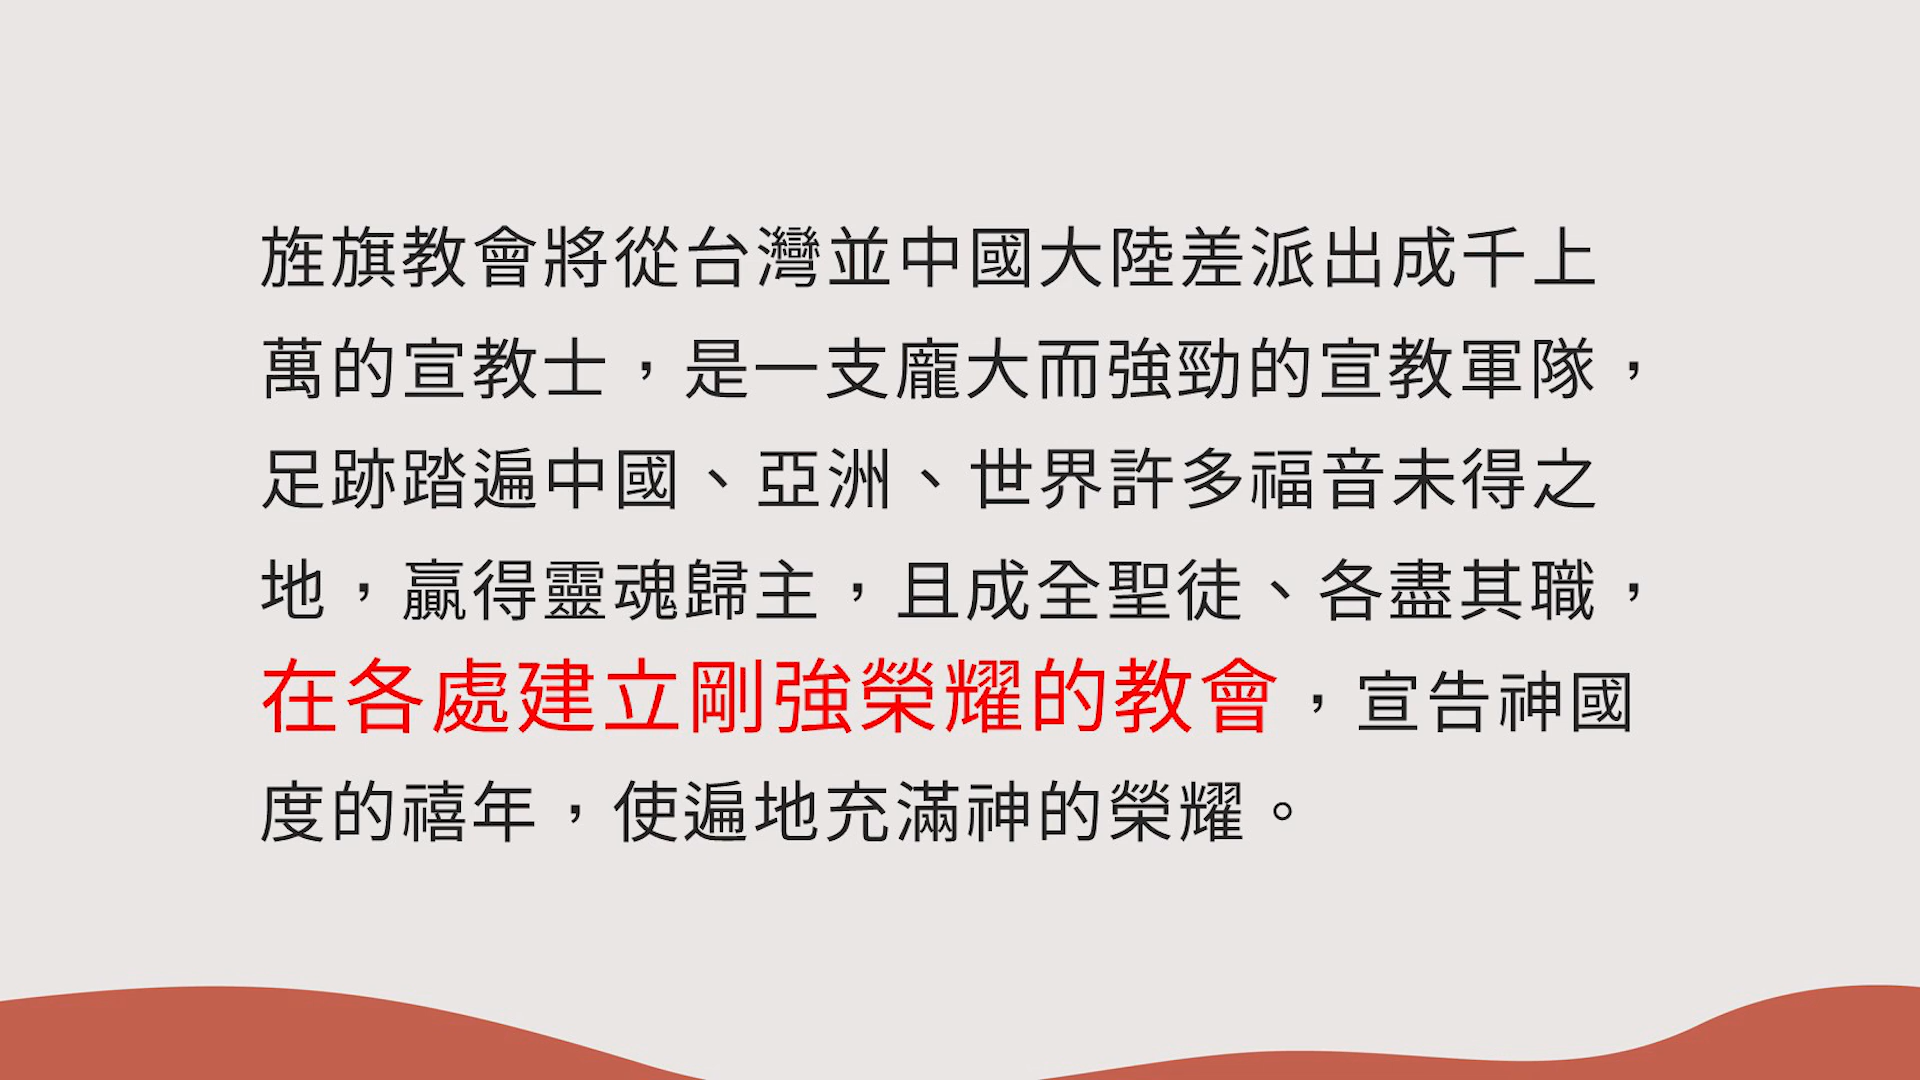 旌旗教會將從台灣並中國大陸差派出成千上
萬的宣教士，是一支龐大而強勁的宣教軍隊，
足跡踏遍中國、亞洲、世界許多福音未得之
地，贏得靈魂歸主，且成全聖徒、各盡其職，
在各處建立剛強榮耀的教會，宣告神國
度的禧年，使遍地充滿神的榮耀。